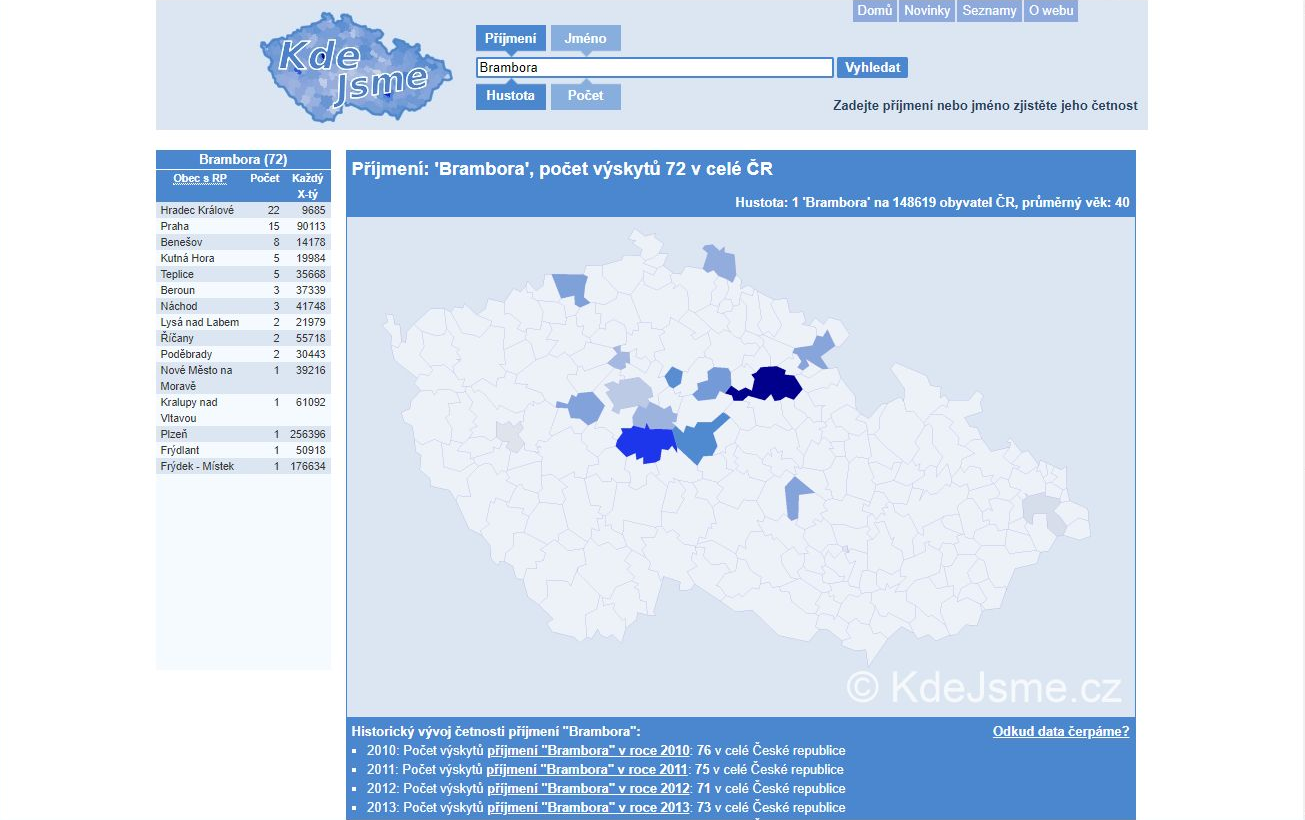 Domů Novinky Seznamy O webu
Kde
Jsme
Příjmení Jméno
Brambora Vyhledat
Hustota Počet
Zadejte příjmení nebo jméno zjistěte jeho četnost
Brambora (72)
Obec s RP Počet Každý X-tý
Hradec Králové 22 9685
Praha 15 90113
Benešov 8 14178
Kutná Hora 5 19984
Teplice 5 35668
Beroun 3 37339
Náchod 3 41748
Lysá nad Labem 2 21979
Říčany 2 55718
Poděbrady 2 30443
Nové Město na Moravě 1 39216
Kralupy nad Vltavou 1 61092
Plzeň 1 256396
Frýdlant 1 50918
Frýdek - Místek 1 176634
Příjmení: 'Brambora', počet výskytů 72 v celé ČR
Hustota: 1 'Brambora' na 148619 obyvatel ČR, průměrný věk: 40
© KdeJsme.cz
Historický vývoj četnosti příjmení "Brambora": Odkud data čerpáme?
2010: Počet výskytů příjmení "Brambora" v roce 2010: 76 v celé České republice
2011: Počet výskytů příjmení "Brambora" v roce 2011: 75 v celé České republice
2012: Počet výskytů příjmení "Brambora" v roce 2012: 71 v celé České republice
2013: Počet výskytů příjmení "Brambora" v roce 2013: 73 v celé České republice